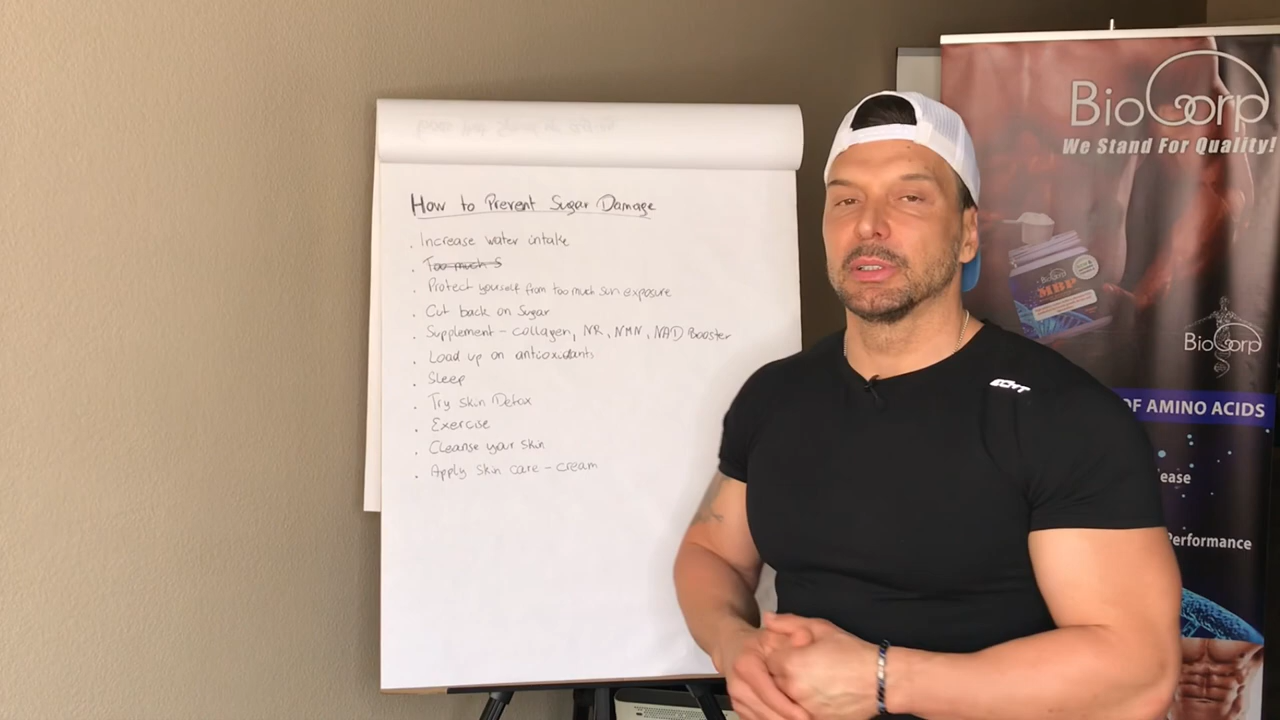 How to Prevent Sugar Damage
. Increase water intake
. Too much S
. Protect yourself from too much sun exposure
. Cut back on Sugar
. Supplement - collagen, NR, NMN, NAD Booster
. Load up on antioxidants
. Sleep
. Try skin Detox
. Exercise
. Cleanse your skin
. Apply skin care - cream
BioCorp
We Stand For Quality!
BioCorp
MBP
BioCorp
OF AMINO ACIDS
ease
Performance